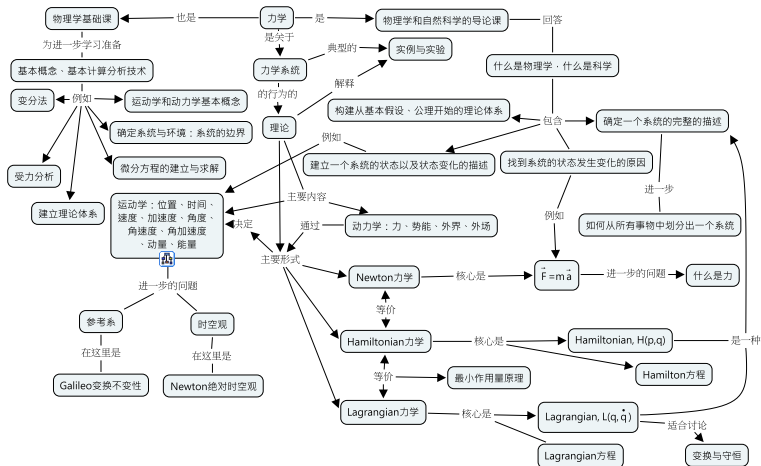 物理学基础课
也是
力学
是
物理学和自然科学的导论课
回答
为进一步学习准备
是关于
典型的
实例与实验
基本概念、基本计算分析技术
力学系统
什么是物理学，什么是科学
变分法
例如
运动学和动力学基本概念
的行为的
解释
构建从基本假设、公理开始的理论体系
包含
确定一个系统的完整的描述
确定系统与环境：系统的边界
理论
例如
受力分析
微分方程的建立与求解
建立一个系统的状态以及状态变化的描述
找到系统的状态发生变化的原因
进一步
建立理论体系
运动学：位置、时间、
速度、加速度、角度、
角速度、角加速度
、动量、能量
主要内容
决定
通过
动力学：力、势能、外界、外场
例如
如何从所有事物中划分出一个系统
主要形式
进一步的问题
Newton力学
核心是
F =m a
进一步的问题
什么是力
参考系
时空观
等价
在这里是
在这里是
Hamiltonian力学
核心是
Hamiltonian, H(p,q)
是一种
Galileo变换不变性
Newton绝对时空观
等价
最小作用量原理
Hamilton方程
Lagrangian力学
核心是
Lagrangian, L(q, q̇ )
适合讨论
Lagrangian方程
变换与守恒